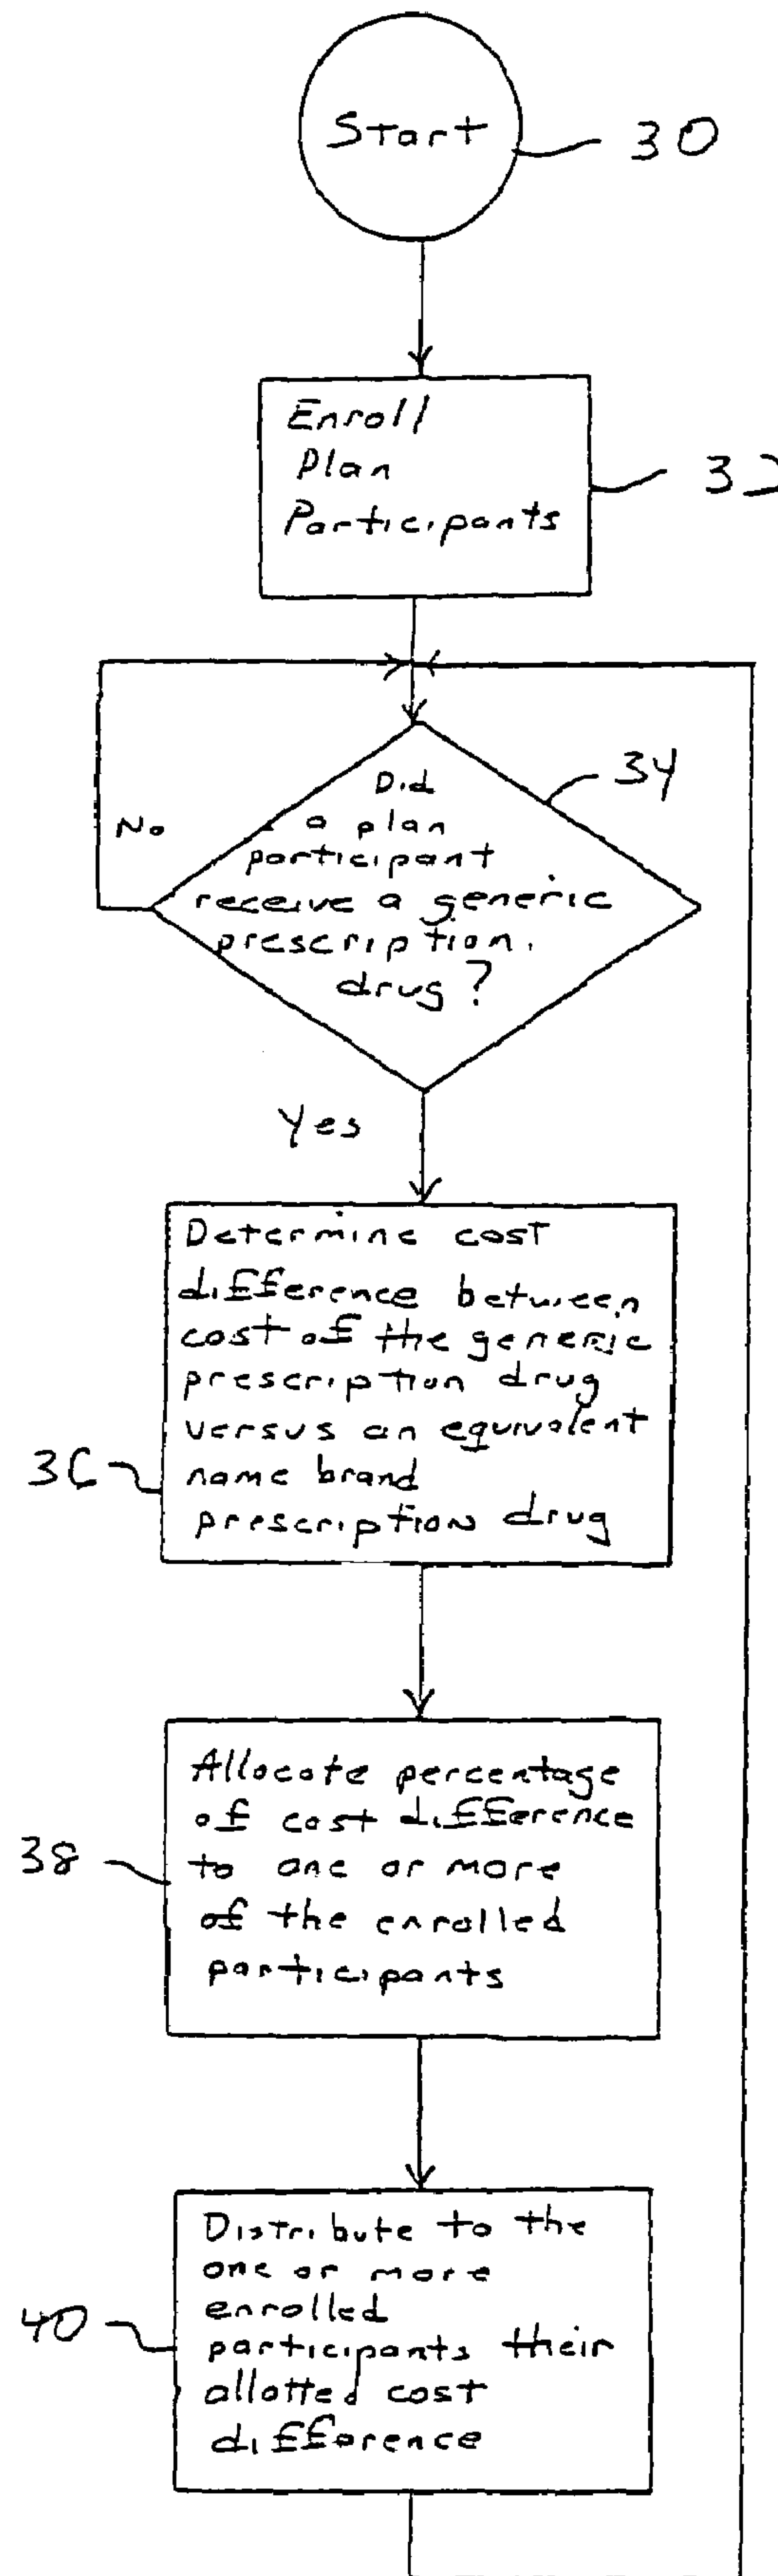 Start
30
Enroll
Plan
Participants
34
No
Did
a plan
participant
receive a generic
prescription
drug?
Yes
Determine cost
difference between
cost of the generic
prescription drug
versus an equivalent
name brand
prescription drug
36
Allocate percentage
of cost difference
to one or more
of the enrolled
participants
38
Distribute to the
one or more
enrolled
participants their
allotted cost
difference
40